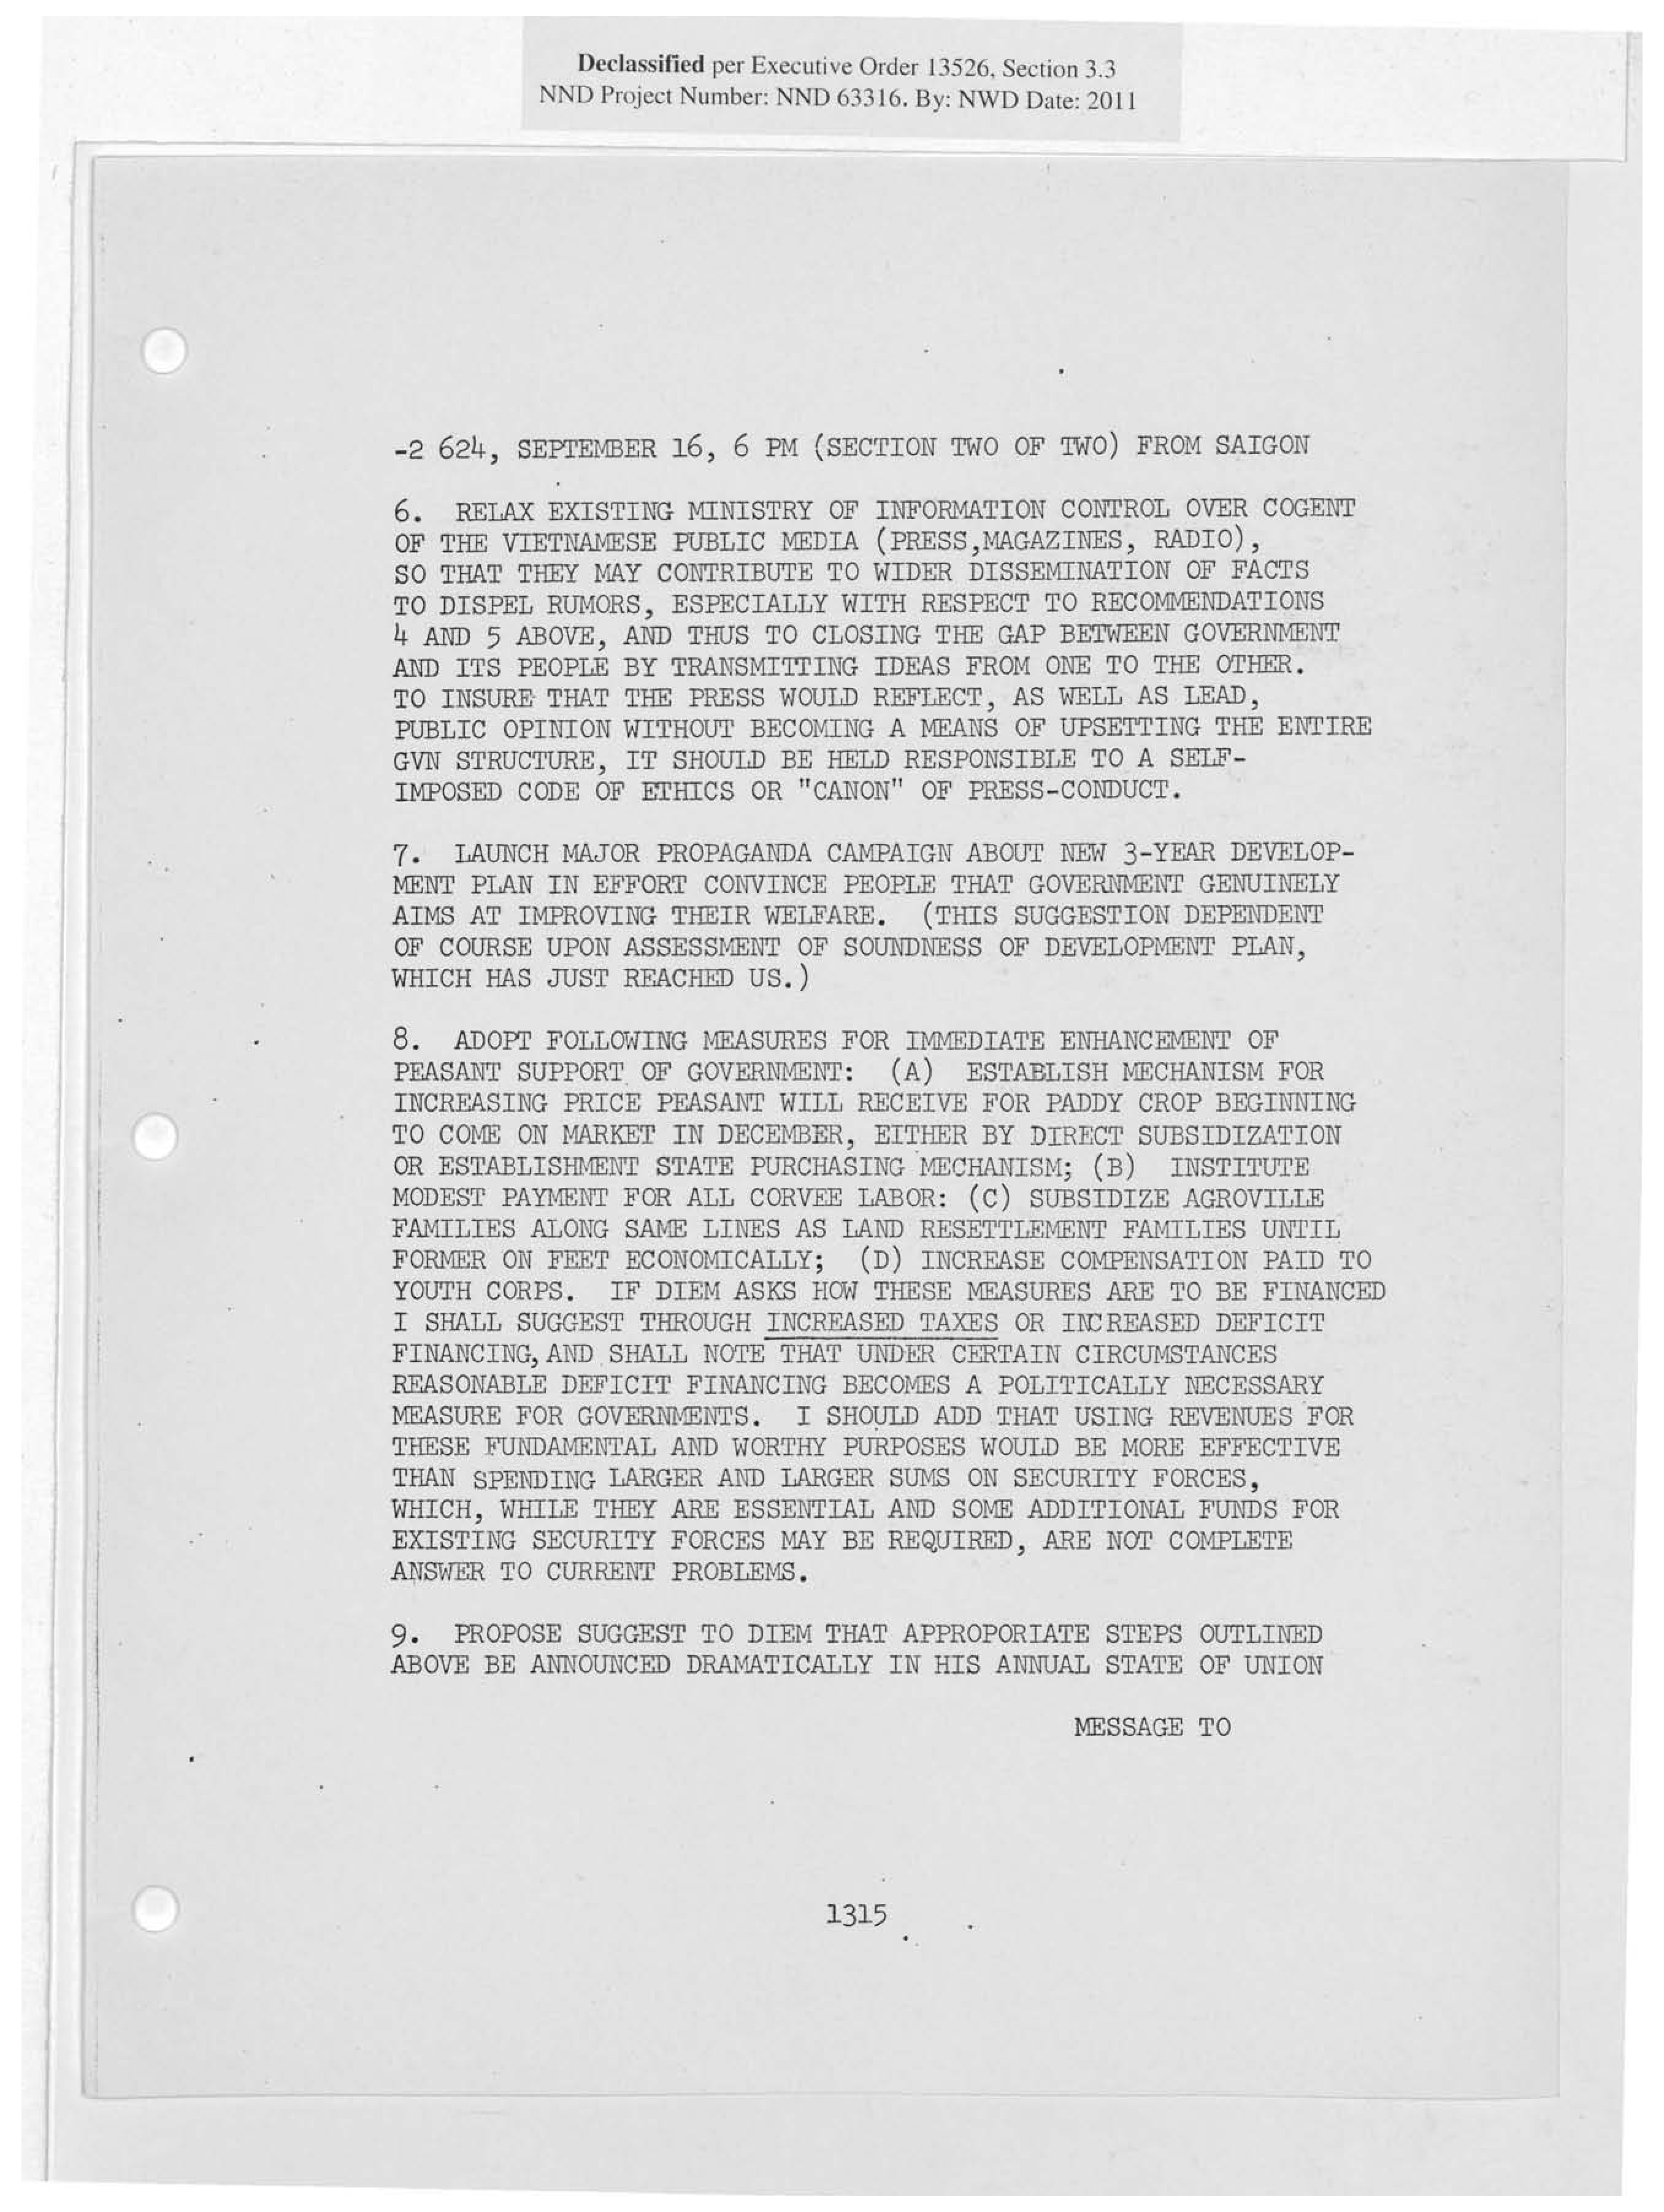 Declassified per Executive Order 13526, Section 3.3
NND Project Number: NND 63316. By: NWD Date: 2011
-2 624, SEPTEMBER 16, 6 PM (SECTION TWO OF TWO) FROM SAIGON
6. RELAX EXISTING MINISTRY OF INFORMATION CONTROL OVER COGENT
OF THE VIETNAMESE PUBLIC MEDIA (PRESS,MAGAZINES, RADIO),
SO THAT THEY MAY CONTRIBUTE TO WIDER DISSEMINATION OF FACTS
TO DISPEL RUMORS, ESPECIALLY WITH RESPECT TO RECOMMENDATIONS
4 AND 5 ABOVE, AND THUS TO CLOSING THE GAP BETWEEN GOVERNMENT
AND ITS PEOPLE BY TRANSMITTING IDEAS FROM ONE TO THE OTHER.
TO INSURE THAT THE PRESS WOULD REFLECT, AS WELL AS LEAD,
PUBLIC OPINION WITHOUT BECOMING A MEANS OF UPSETTING THE ENTIRE
GVN STRUCTURE, IT SHOULD BE HELD RESPONSIBLE TO A SELF-
IMPOSED CODE OF ETHICS OR "CANON" OF PRESS-CONDUCT.
7. LAUNCH MAJOR PROPAGANDA CAMPAIGN ABOUT NEW 3-YEAR DEVELOP-
MENT PLAN IN EFFORT CONVINCE PEOPLE THAT GOVERNMENT GENUINELY
AIMS AT IMPROVING THEIR WELFARE. (THIS SUGGESTION DEPENDENT
OF COURSE UPON ASSESSMENT OF SOUNDNESS OF DEVELOPMENT PLAN,
WHICH HAS JUST REACHED US.)
8. ADOPT FOLLOWING MEASURES FOR IMMEDIATE ENHANCEMENT OF
PEASANT SUPPORT OF GOVERNMENT: (A) ESTABLISH MECHANISM FOR
INCREASING PRICE PEASANT WILL RECEIVE FOR PADDY CROP BEGINNING
TO COME ON MARKET IN DECEMBER, EITHER BY DIRECT SUBSIDIZATION
OR ESTABLISHMENT STATE PURCHASING MECHANISM; (B) INSTITUTE
MODEST PAYMENT FOR ALL CORVEE LABOR: (C) SUBSIDIZE AGROVILLE
FAMILIES ALONG SAME LINES AS LAND RESETTLEMENT FAMILIES UNTIL
FORMER ON FEET ECONOMICALLY; (D) INCREASE COMPENSATION PAID TO
YOUTH CORPS. IF DIEM ASKS HOW THESE MEASURES ARE TO BE FINANCED
I SHALL SUGGEST THROUGH INCREASED TAXES OR INCREASED DEFICIT
FINANCING, AND SHALL NOTE THAT UNDER CERTAIN CIRCUMSTANCES
REASONABLE DEFICIT FINANCING BECOMES A POLITICALLY NECESSARY
MEASURE FOR GOVERNMENTS. I SHOULD ADD THAT USING REVENUES FOR
THESE FUNDAMENTAL AND WORTHY PURPOSES WOULD BE MORE EFFECTIVE
THAN SPENDING LARGER AND LARGER SUMS ON SECURITY FORCES,
WHICH, WHILE THEY ARE ESSENTIAL AND SOME ADDITIONAL FUNDS FOR
EXISTING SECURITY FORCES MAY BE REQUIRED, ARE NOT COMPLETE
ANSWER TO CURRENT PROBLEMS.
9. PROPOSE SUGGEST TO DIEM THAT APPROPORIATE STEPS OUTLINED
ABOVE BE ANNOUNCED DRAMATICALLY IN HIS ANNUAL STATE OF UNION
MESSAGE TO
1315